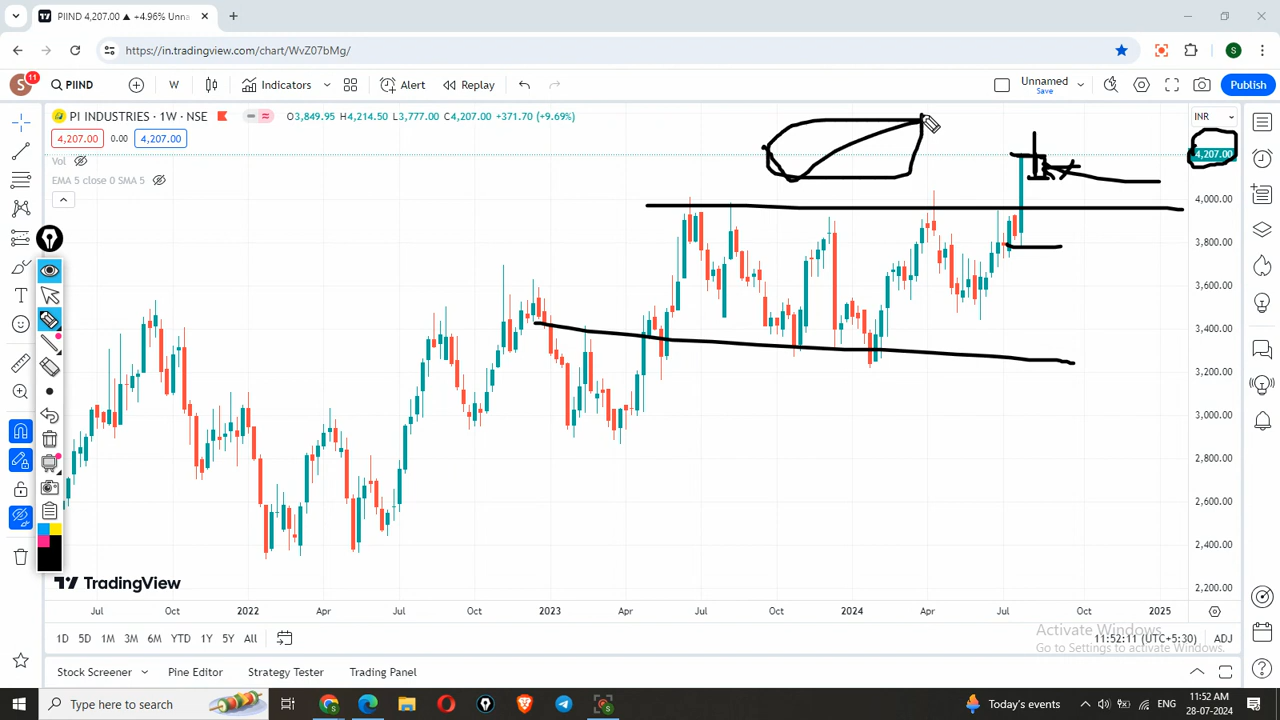 PIIND 4,207.00 ▲ +4.96% Unna
https://in.tradingview.com/chart/WvZ07bMg/
S
S
11
PIIND
W
Indicators
Alert
Replay
Unnamed
Save
Publish
PI INDUSTRIES · 1W · NSE
O3,849.95 H4,214.50 L3,777.00 C4,207.00 +371.70 (+9.69%)
INR
4,207.00
0.00
4,207.00
Vol
EMA 5 close 0 SMA 5
4,207.00
4,000.00
3,800.00
3,600.00
3,400.00
3,200.00
3,000.00
2,800.00
2,600.00
2,400.00
2,200.00
TradingView
Jul Oct 2022 Apr Jul Oct 2023 Apr Jul Oct 2024 Apr Jul Oct 2025
1D 5D 1M 3M 6M YTD 1Y 5Y All
11:52:11 (UTC+5:30) ADJ
Activate Windows
Go to Settings to activate Windows.
Stock Screener Pine Editor Strategy Tester Trading Panel
Type here to search
Today's events
ENG
11:52 AM
28-07-2024